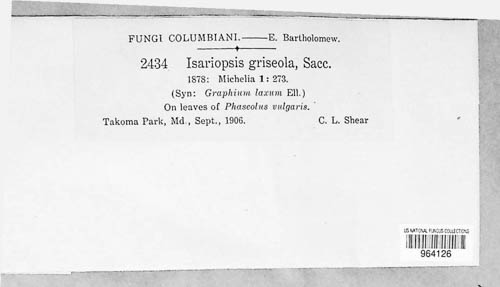 FUNGI COLUMBIANI.——E. Bartholomew.
2434 Isariopsis griseola, Sacc.
1878: Michelia 1: 273.
(Syn: Graphium laxum Ell.)
On leaves of Phascolus vulgaris.
Takoma Park, Md., Sept., 1906. C. L. Shear
US NATIONAL FUNGUS COLLECTIONS
964126